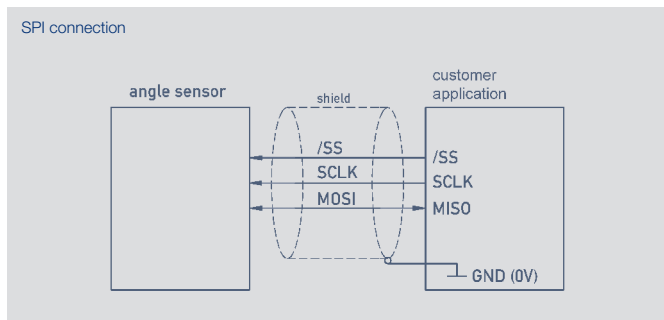 SPI connection
angle sensor
shield
customer
application
/SS
/SS
SCLK
SCLK
MOSI
MISO
GND (0V)